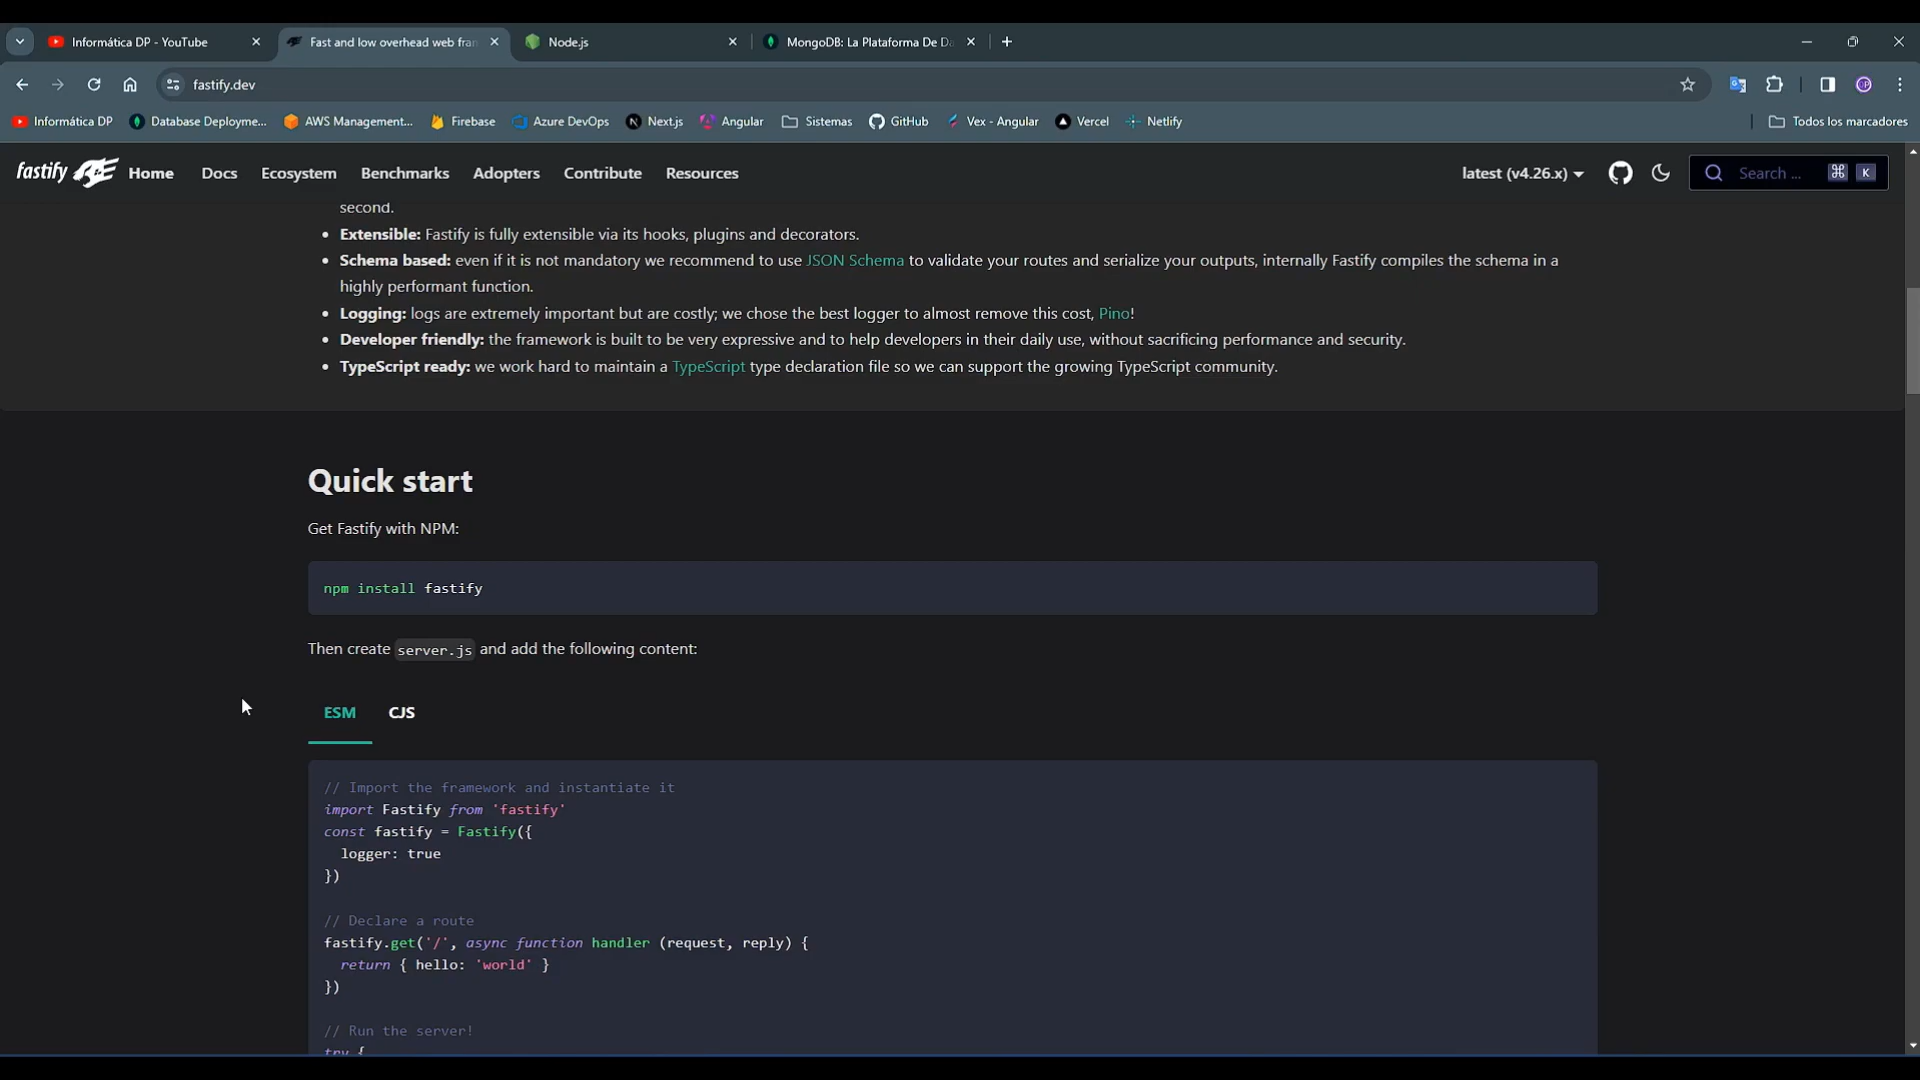 Informática DP - YouTube
Fast and low overhead web fran
Node.js
MongoDB: La Plataforma De Da
fastify.dev
Informática DP
Database Deployme...
AWS Management...
Firebase
Azure DevOps
Next.js
Angular
Sistemas
GitHub
Vex - Angular
Vercel
Netlify
Todos los marcadores
fastify
Home
Docs
Ecosystem
Benchmarks
Adopters
Contribute
Resources
latest (v4.26.x)
Search ...
⌘ K
second.
• Extensible: Fastify is fully extensible via its hooks, plugins and decorators.
• Schema based: even if it is not mandatory we recommend to use JSON Schema to validate your routes and serialize your outputs, internally Fastify compiles the schema in a
highly performant function.
• Logging: logs are extremely important but are costly; we chose the best logger to almost remove this cost, Pino!
• Developer friendly: the framework is built to be very expressive and to help developers in their daily use, without sacrificing performance and security.
• TypeScript ready: we work hard to maintain a TypeScript type declaration file so we can support the growing TypeScript community.
Quick start
Get Fastify with NPM:
npm install fastify
Then create server.js and add the following content:
ESM
CJS
// Import the framework and instantiate it
import Fastify from 'fastify'
const fastify = Fastify({
  logger: true
})
// Declare a route
fastify.get('/', async function handler (request, reply) {
  return { hello: 'world' }
})
// Run the server!
try {